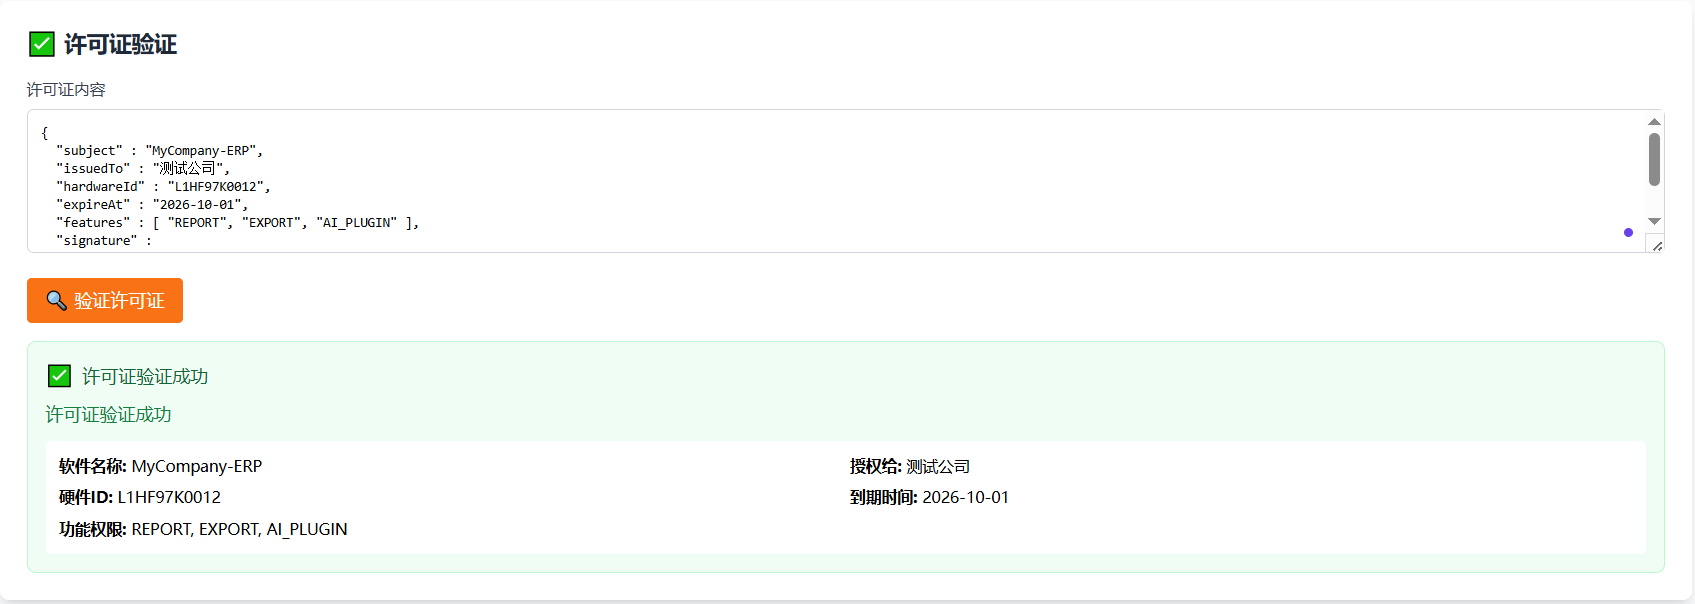 ✅ 许可证验证
许可证内容
{
"subject" : "MyCompany-ERP",
"issuedTo" : "测试公司",
"hardwareId" : "L1HF97K0012",
"expireAt" : "2026-10-01",
"features" : [ "REPORT", "EXPORT", "AI_PLUGIN" ],
"signature" :
🔍 验证许可证
✅ 许可证验证成功
许可证验证成功
软件名称: MyCompany-ERP
授权给: 测试公司
硬件ID: L1HF97K0012
到期时间: 2026-10-01
功能权限: REPORT, EXPORT, AI_PLUGIN